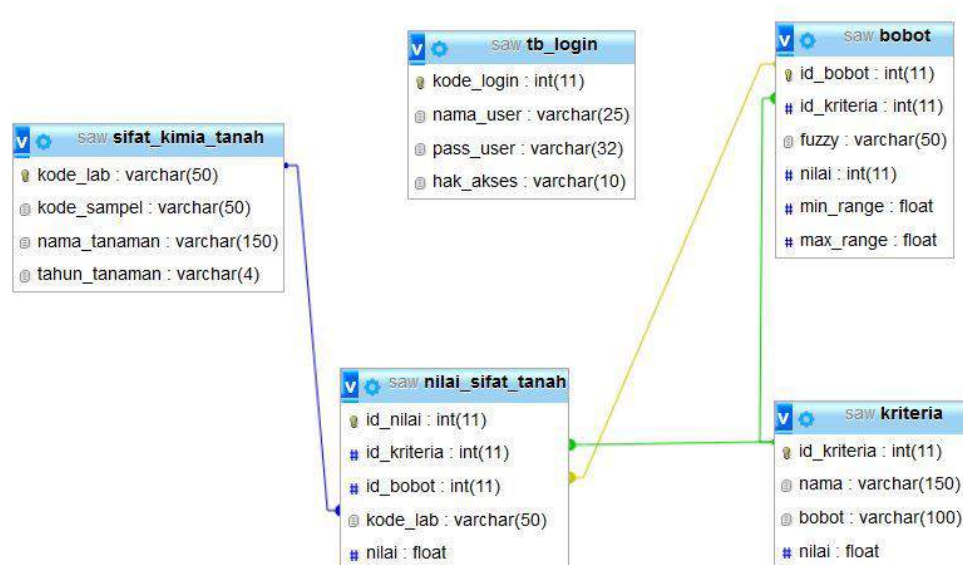 saw sifat_kimia_tanah
kode_lab : varchar(50)
kode_sampel : varchar(50)
nama_tanaman : varchar(150)
tahun_tanaman : varchar(4)
saw tb_login
kode_login : int(11)
nama_user : varchar(25)
pass_user : varchar(32)
hak_akses : varchar(10)
saw bobot
id_bobot : int(11)
# id_kriteria : int(11)
fuzzy : varchar(50)
# nilai : int(11)
# min_range : float
# max_range : float
saw nilai_sifat_tanah
id_nilai : int(11)
# id_kriteria : int(11)
# id_bobot : int(11)
kode_lab : varchar(50)
# nilai : float
saw kriteria
id_kriteria : int(11)
nama : varchar(150)
bobot : varchar(100)
# nilai : float